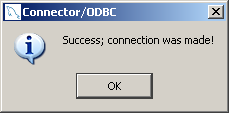 Connector/ODBC
Success; connection was made!
OK